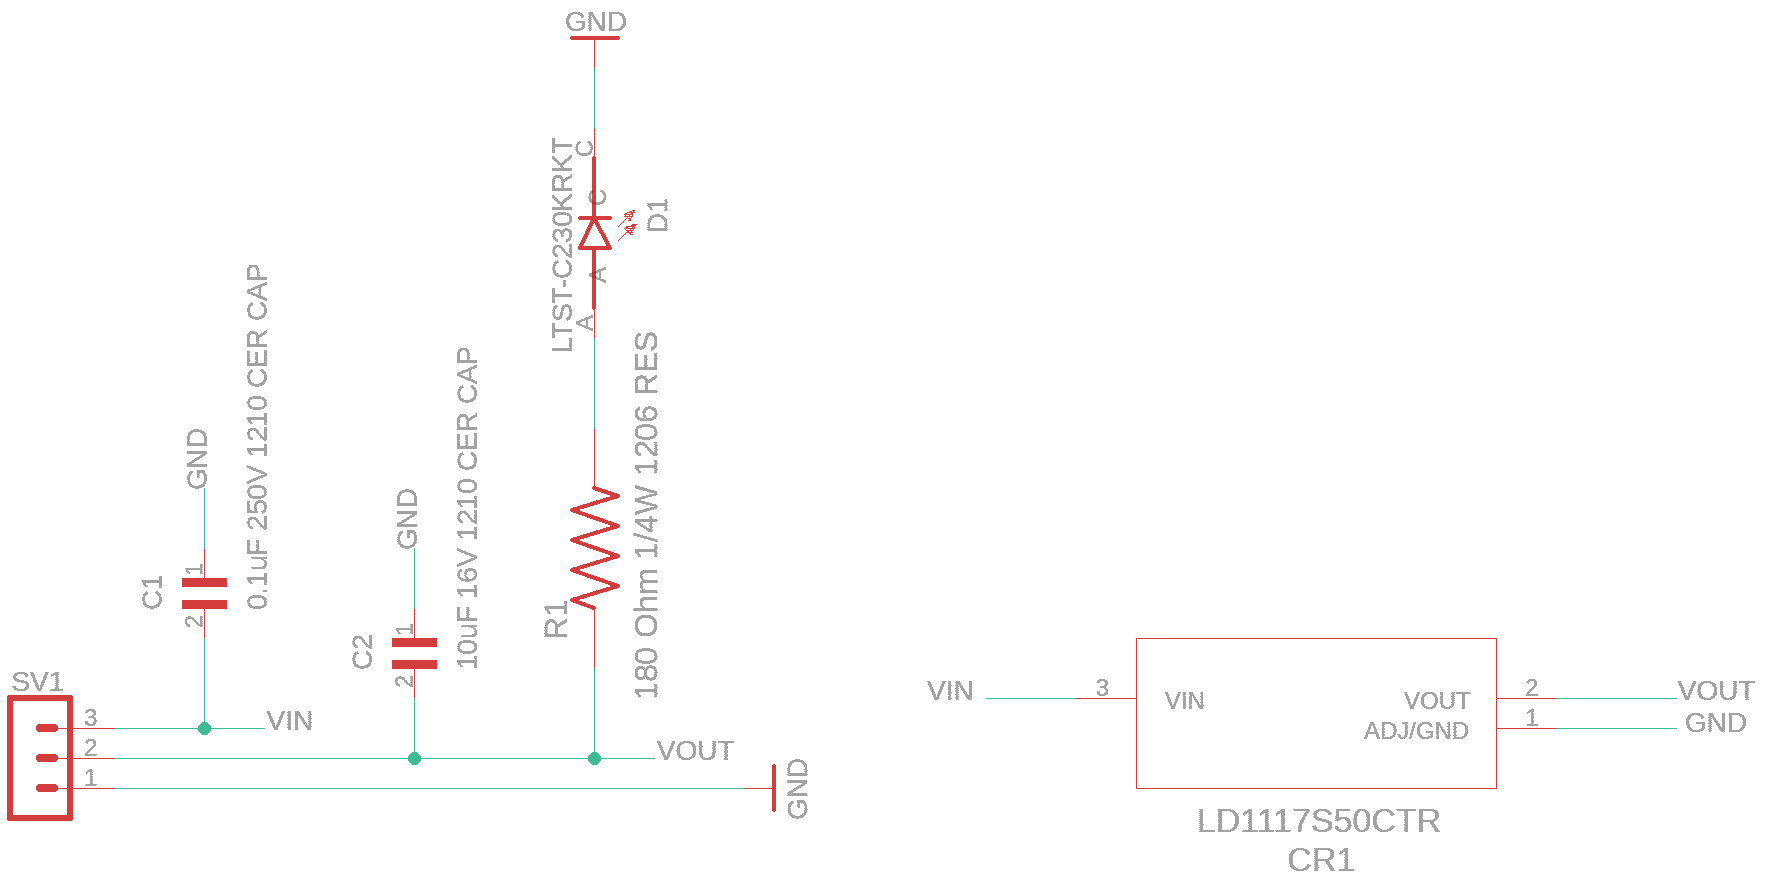 GND
C
C
LTST-C230KRKT
D1
A
A
GND
0.1uF 250V 1210 CER CAP
1
C1
2
GND
10uF 16V 1210 CER CAP
1
C2
2
180 Ohm 1/4W 1206 RES
R1
SV1
3
VIN
2
VOUT
1
GND
VIN
3
VIN
VOUT
2
VOUT
ADJ/GND
1
GND
LD1117S50CTR
CR1